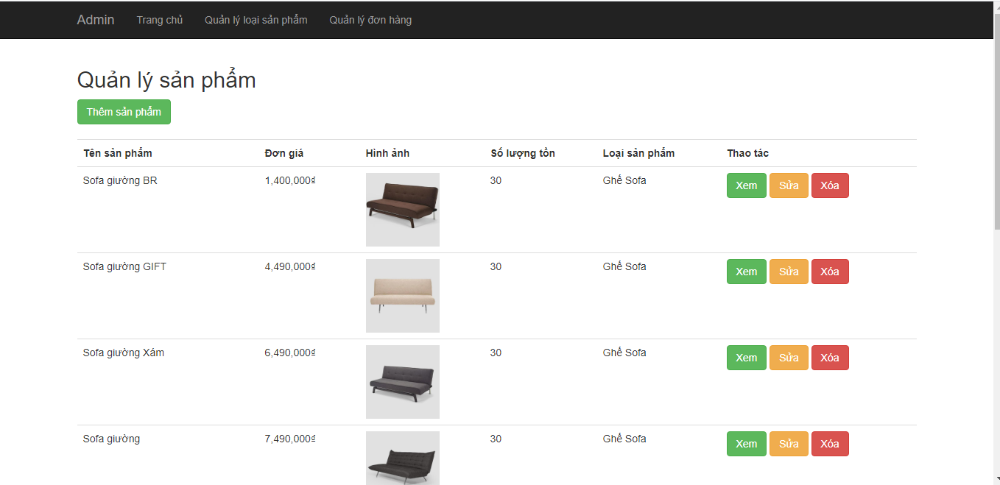 Admin Trang chủ Quản lý loại sản phẩm Quản lý đơn hàng
Quản lý sản phẩm
Thêm sản phẩm
Tên sản phẩm Đơn giá Hình ảnh Số lượng tồn Loại sản phẩm Thao tác
Sofa giường BR 1,400,000₫ 30 Ghế Sofa Xem Sửa Xóa
Sofa giường GIFT 4,490,000₫ 30 Ghế Sofa Xem Sửa Xóa
Sofa giường Xám 6,490,000₫ 30 Ghế Sofa Xem Sửa Xóa
Sofa giường 7,490,000₫ 30 Ghế Sofa Xem Sửa Xóa